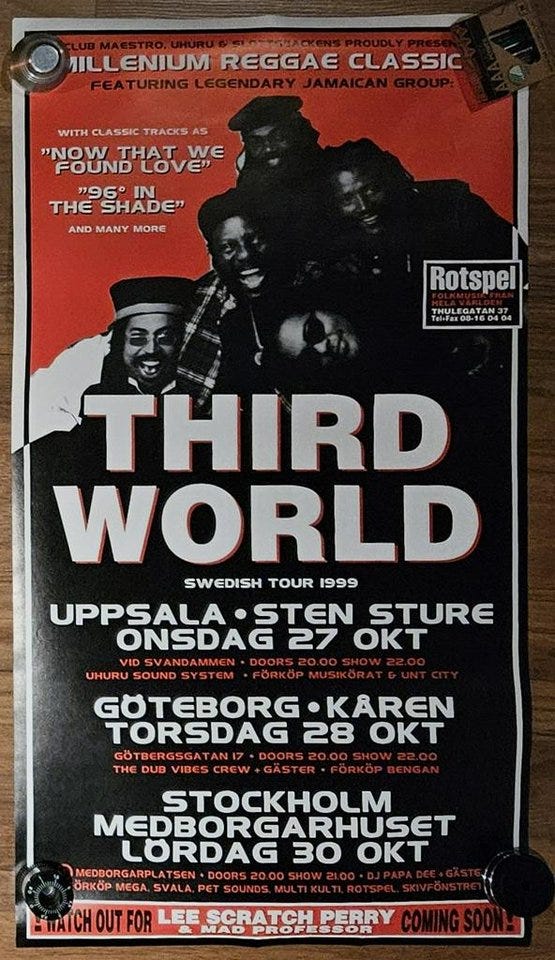 CLUB MAESTRO, UHURU & SLOTTSBACKENS PROUDLY PRESEN
MILLENIUM REGGAE CLASSIC
FEATURING LEGENDARY JAMAICAN GROUP:
WITH CLASSIC TRACKS AS
"NOW THAT WE
FOUND LOVE"
"96° IN
THE SHADE"
AND MANY MORE
Rotspel
FOLKMUSIK FRÅN
HELA VÄRLDEN
THULEGATAN 37
Tel+Fax 08-16 04 04
THIRD
WORLD
SWEDISH TOUR 1999
UPPSALA • STEN STURE
ONSDAG 27 OKT
VID SVANDAMMEN • DOORS 20.00 SHOW 22.00
UHURU SOUND SYSTEM • FÖRKÖP MUSIKÖRAT & UNT CITY
GÖTEBORG • KÅREN
TORSDAG 28 OKT
GÖTBERGSGATAN 17 • DOORS 20.00 SHOW 22.00
THE DUB VIBES CREW + GÄSTER • FÖRKÖP BENGAN
STOCKHOLM
MEDBORGARHUSET
LÖRDAG 30 OKT
MEDBORGARPLATSEN • DOORS 20.00 SHOW 21.00 • DJ PAPA DEE + GÄSTE
ÖRKÖP MEGA, SVALA, PET SOUNDS, MULTI KULTI, ROTSPEL, SKIVFÖNSTRET
! WATCH OUT FOR LEE SCRATCH PERRY COMING SOON !
& MAD PROFESSOR